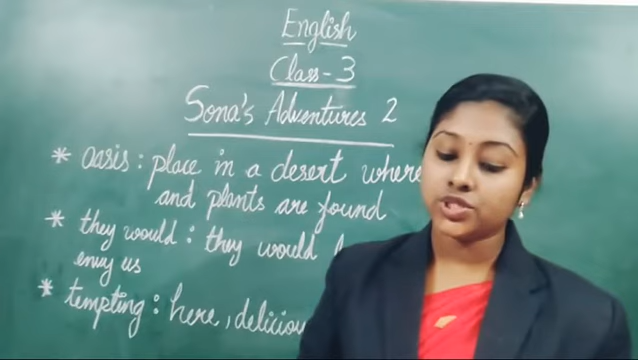 English
Class-3
Sona's Adventures 2
* oasis : place in a desert where
and plants are found
* they would : they would
envy us
* tempting : here, deliciou